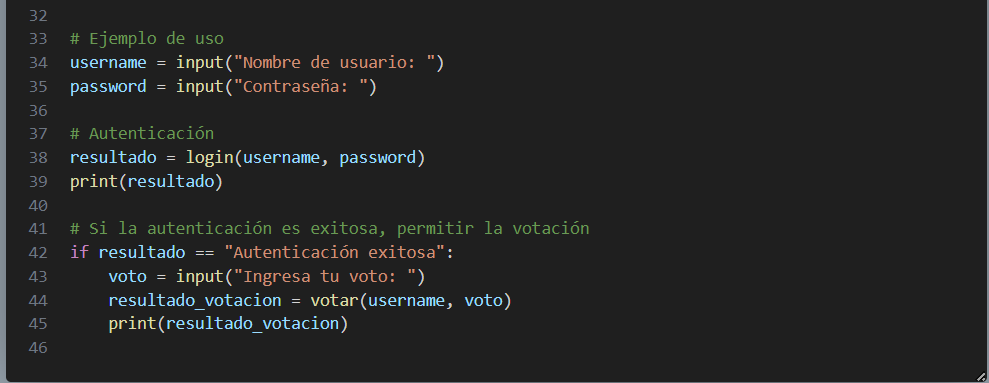 32
33 # Ejemplo de uso
34 username = input("Nombre de usuario: ")
35 password = input("Contraseña: ")
36
37 # Autenticación
38 resultado = login(username, password)
39 print(resultado)
40
41 # Si la autenticación es exitosa, permitir la votación
42 if resultado == "Autenticación exitosa":
43     voto = input("Ingresa tu voto: ")
44     resultado_votacion = votar(username, voto)
45     print(resultado_votacion)
46